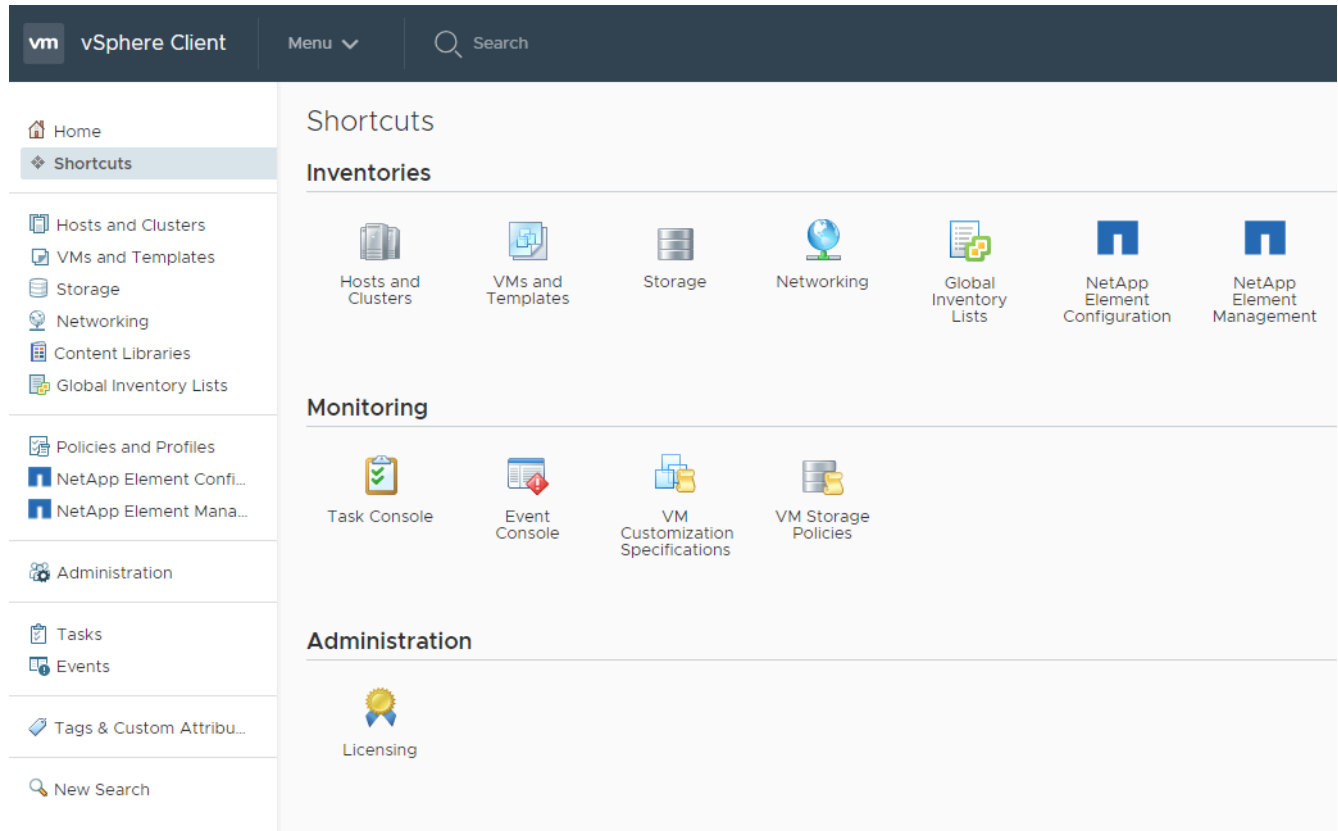 vm vSphere Client Menu Search
Home
Shortcuts
Hosts and Clusters
VMs and Templates
Storage
Networking
Content Libraries
Global Inventory Lists
Policies and Profiles
NetApp Element Confi...
NetApp Element Mana...
Administration
Tasks
Events
Tags & Custom Attribu...
New Search
Shortcuts
Inventories
Hosts and
Clusters
VMs and
Templates
Storage
Networking
Global
Inventory
Lists
NetApp
Element
Configuration
NetApp
Element
Management
Monitoring
Task Console
Event
Console
VM
Customization
Specifications
VM Storage
Policies
Administration
Licensing